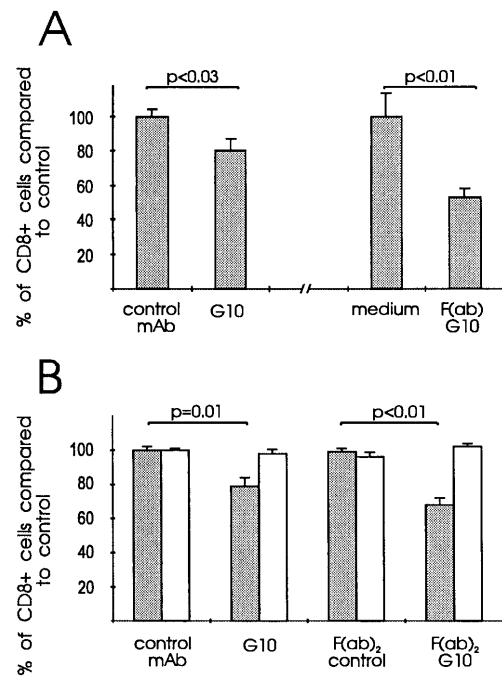 A
p<0.03
p<0.01
% of CD8+ cells compared
to control
100
80
60
40
20
control
mAb
G10
medium
F(ab)
G10
B
p=0.01
p<0.01
% of CD8+ cells compared
to control
100
80
60
40
20
control
mAb
G10
F(ab)₂
control
F(ab)₂
G10